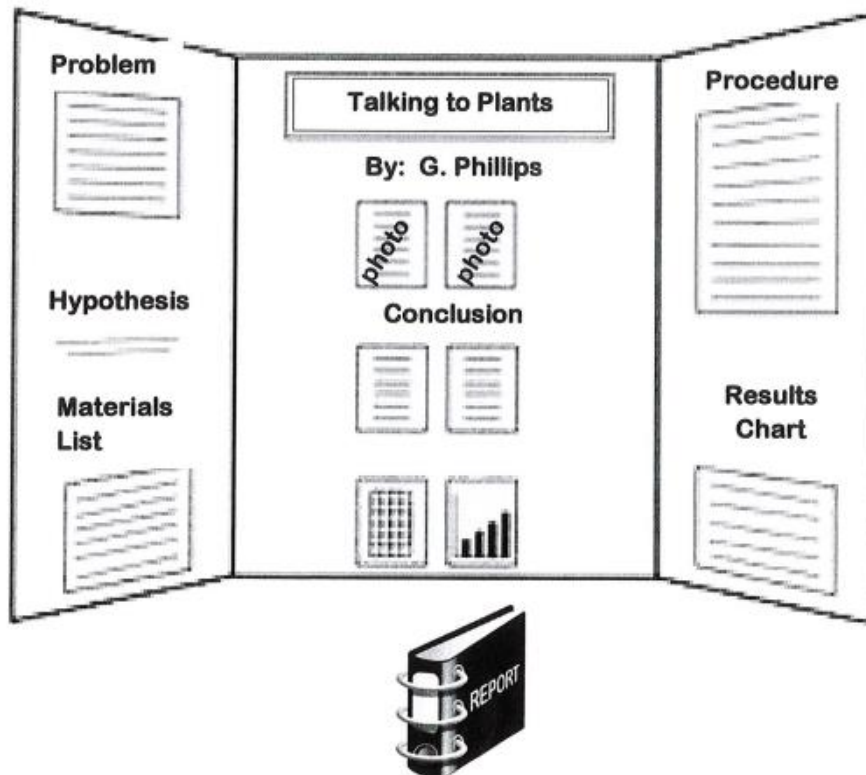 Problem
Hypothesis
Materials
List
Talking to Plants
By: G. Phillips
photo
photo
Conclusion
Procedure
Results
Chart
REPORT